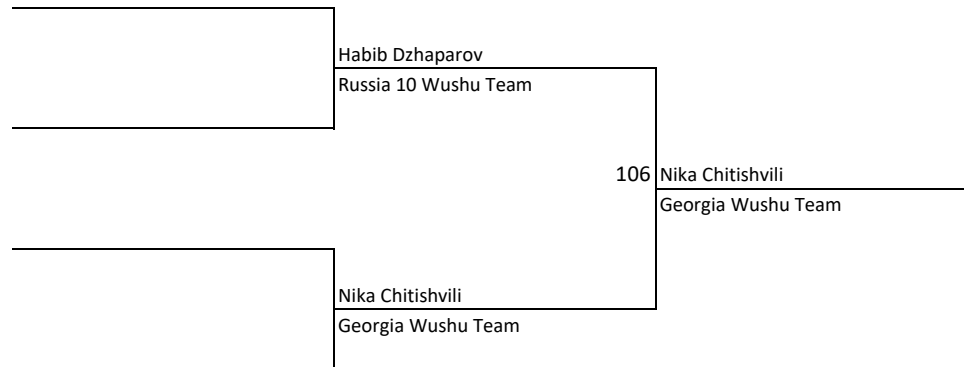 Habib Dzhaparov
Russia 10 Wushu Team
106 Nika Chitishvili
Georgia Wushu Team
Nika Chitishvili
Georgia Wushu Team